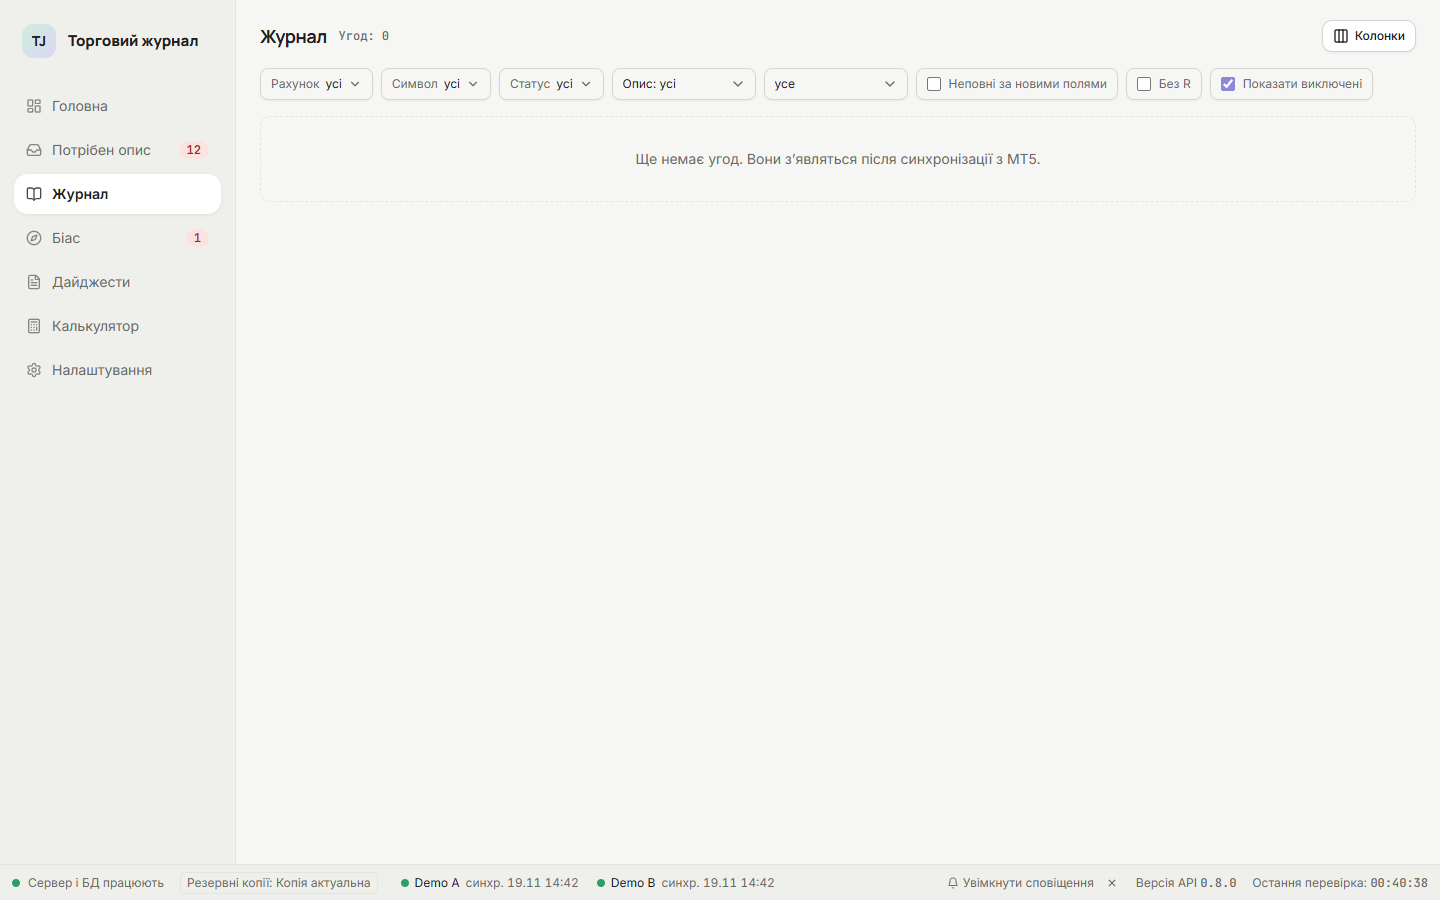 TJ Торговий журнал
Головна
Потрібен опис 12
Журнал
Біас 1
Дайджести
Калькулятор
Налаштування
Журнал Угод: 0
Колонки
Рахунок усі Символ усі Статус усі Опис: усі усе Неповні за новими полями Без R Показати виключені
Ще немає угод. Вони з’являться після синхронізації з MT5.
Сервер і БД працюють Резервні копії: Копія актуальна Demo A синхр. 19.11 14:42 Demo B синхр. 19.11 14:42 Увімкнути сповіщення × Версія API 0.8.0 Остання перевірка: 00:40:38